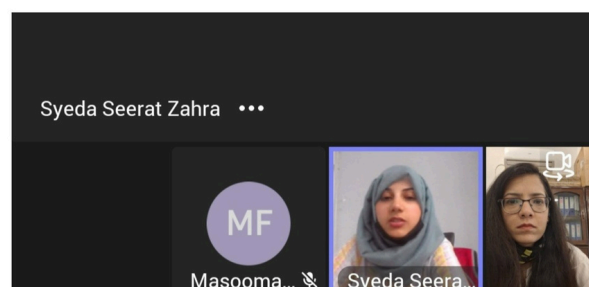 Syeda Seerat Zahra •••
MF
Masooma...
Syeda Seera...